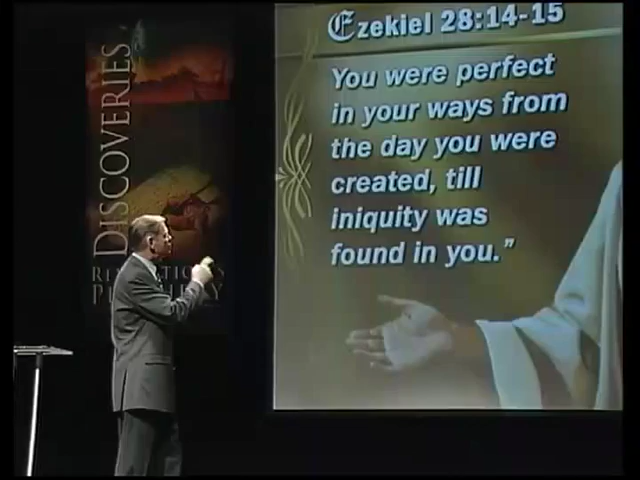 DISCOVERIES
Ezekiel 28:14-15
You were perfect
in your ways from
the day you were
created, till
iniquity was
found in you.”